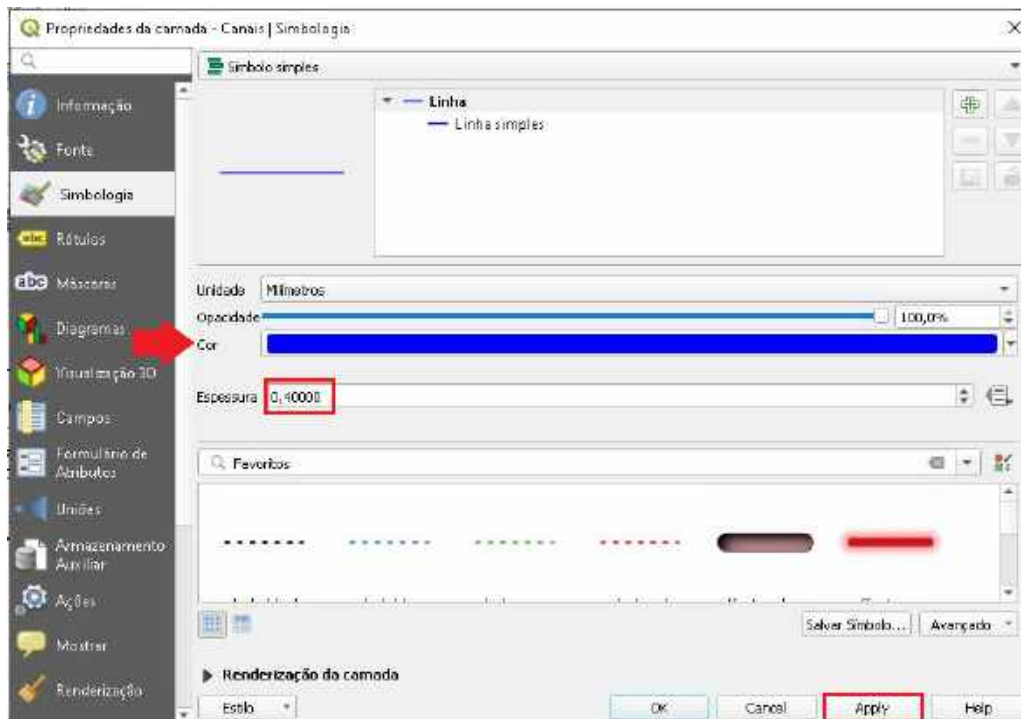 Propriedades da camada - Canais | Simbologia
Símbolo simples
Linha
Linha simples
Informação
Fonte
Simbologia
abc Rótulos
abc Máscaras
Diagramas
Visualização 3D
Campos
Formulário de
Atributos
Uniões
Armazenamento
Auxiliar
Ações
Mostrar
Renderização
Unidade Milímetros
Opacidade 100,0%
Cor
Espessura 0,40000
Favoritos
Salvar Símbolo... Avançado
Renderização da camada
Estilo OK Cancel Apply Help